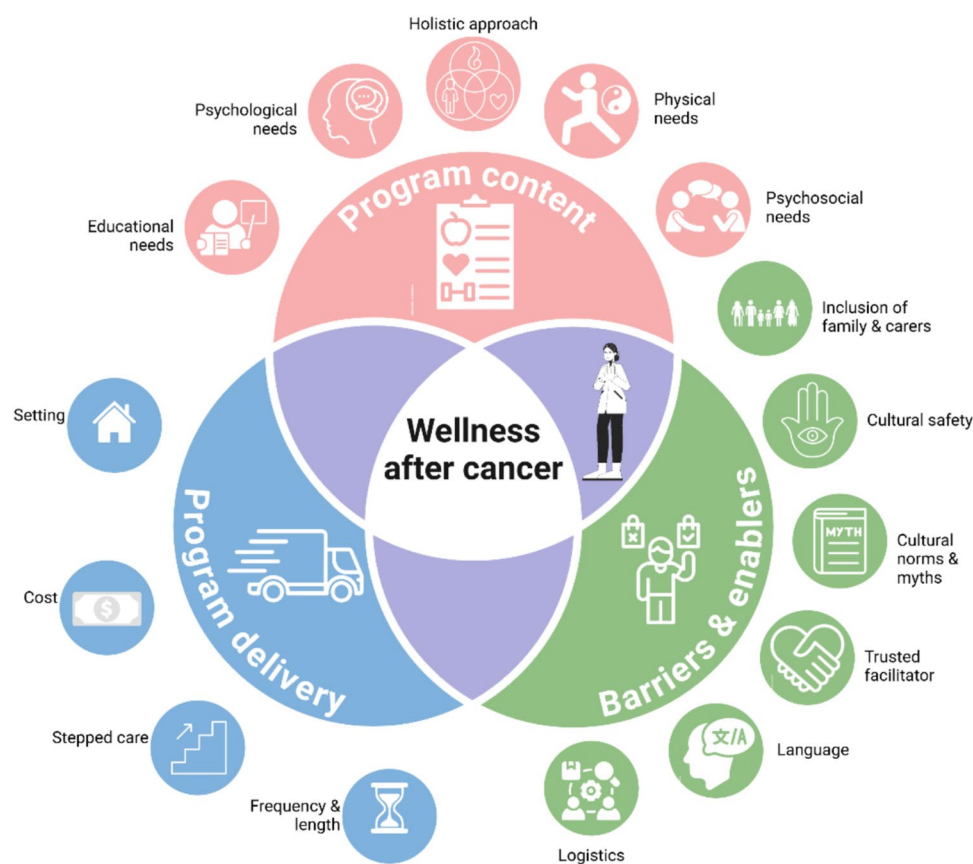 Holistic approach
Psychological
needs
Physical
needs
Educational
needs
Psychosocial
needs
Program content
Inclusion of
family & carers
Setting
Wellness
after cancer
Cultural safety
Program delivery
Barriers & enablers
MYTH
Cultural
norms &
myths
Cost
$
Trusted
facilitator
Stepped care
文/A
Language
Frequency &
length
Logistics